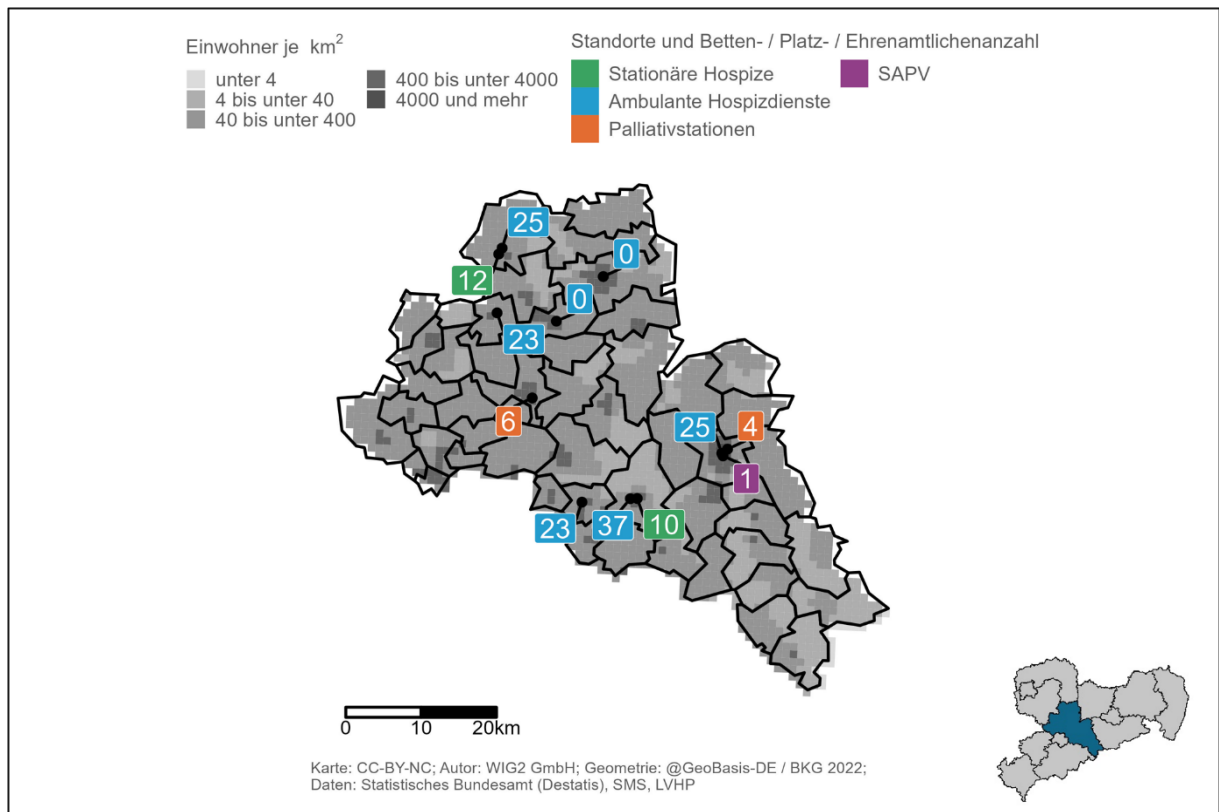 Einwohner je km²
unter 4
4 bis unter 40
40 bis unter 400
400 bis unter 4000
4000 und mehr
Standorte und Betten- / Platz- / Ehrenamtlichenanzahl
Stationäre Hospize
Ambulante Hospizdienste
Palliativstationen
SAPV
25
0
12
0
23
6
25
4
1
23
37
10
0 10 20km
Karte: CC-BY-NC; Autor: WIG2 GmbH; Geometrie: @GeoBasis-DE / BKG 2022;
Daten: Statistisches Bundesamt (Destatis), SMS, LVHP